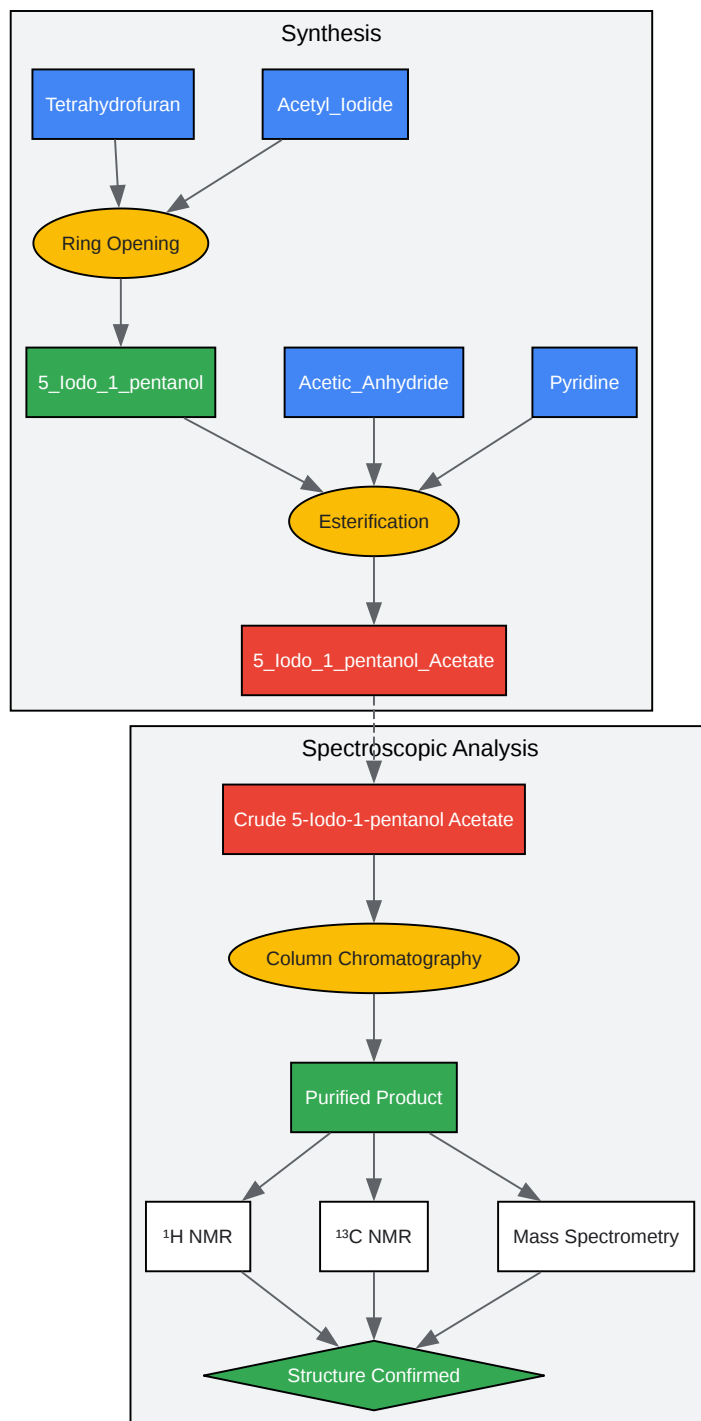 Synthesis
Tetrahydrofuran
Acetyl_Iodide
Ring Opening
5_Iodo_1_pentanol
Acetic_Anhydride
Pyridine
Esterification
5_Iodo_1_pentanol_Acetate
Spectroscopic Analysis
Crude 5-Iodo-1-pentanol Acetate
Column Chromatography
Purified Product
¹H NMR
¹³C NMR
Mass Spectrometry
Structure Confirmed